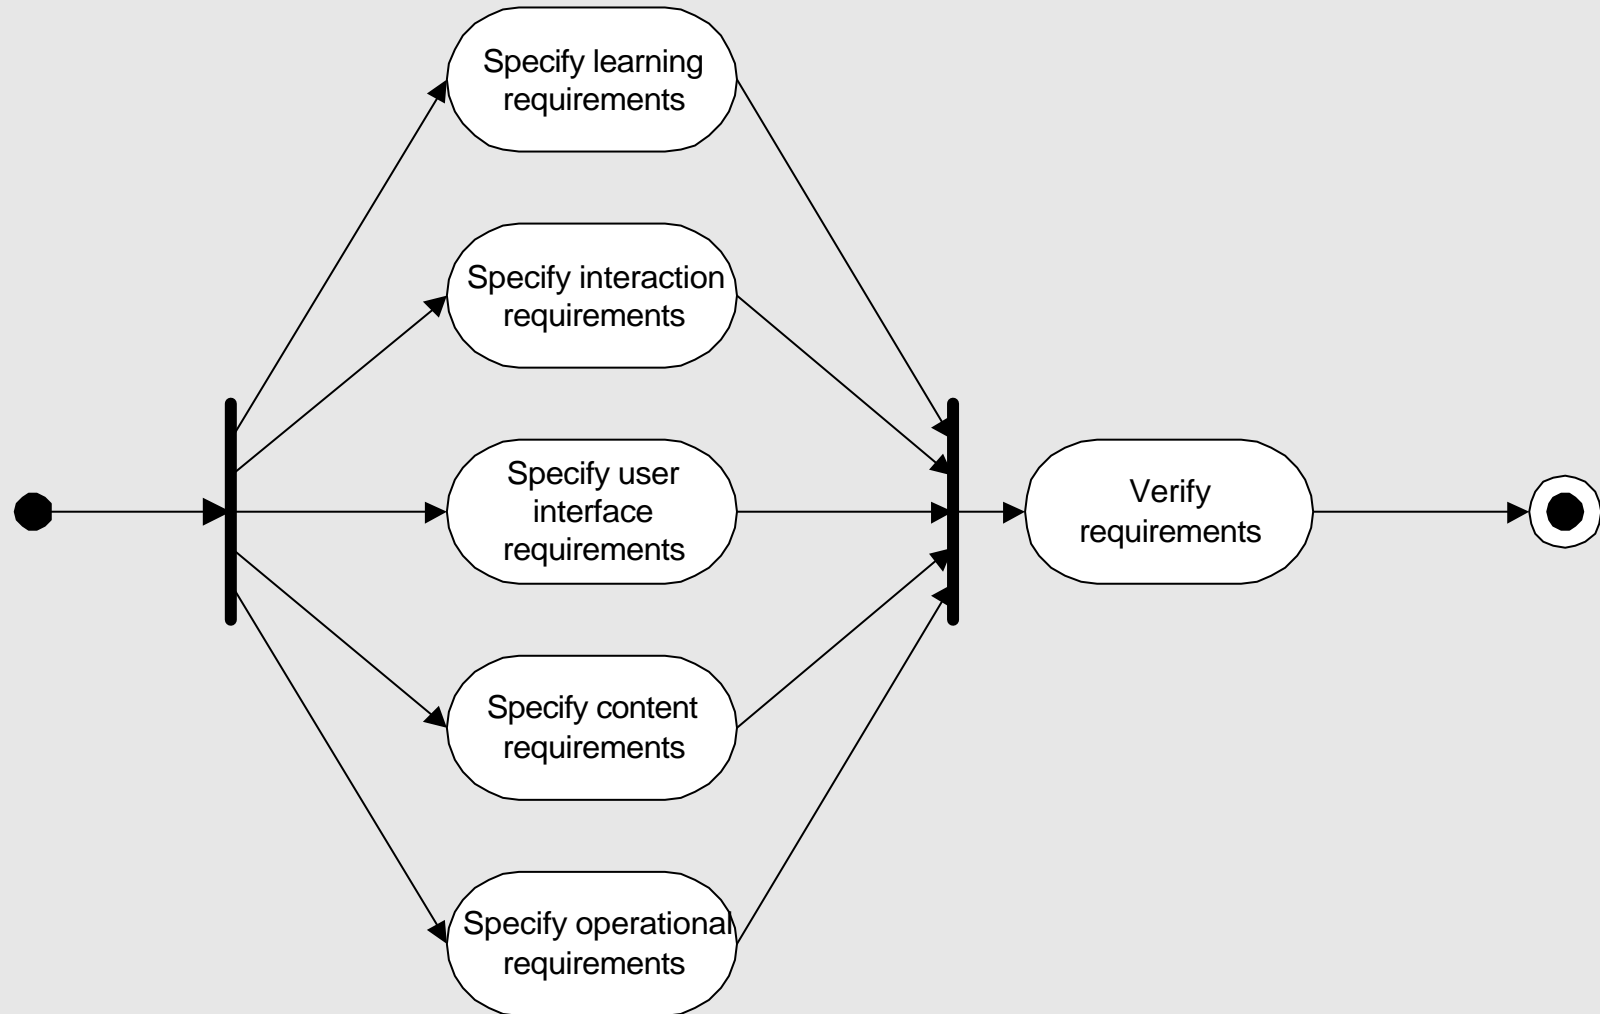 Specify learning
requirements
Specify interaction
requirements
Specify user
interface
requirements
Specify content
requirements
Specify operational
requirements
Verify
requirements